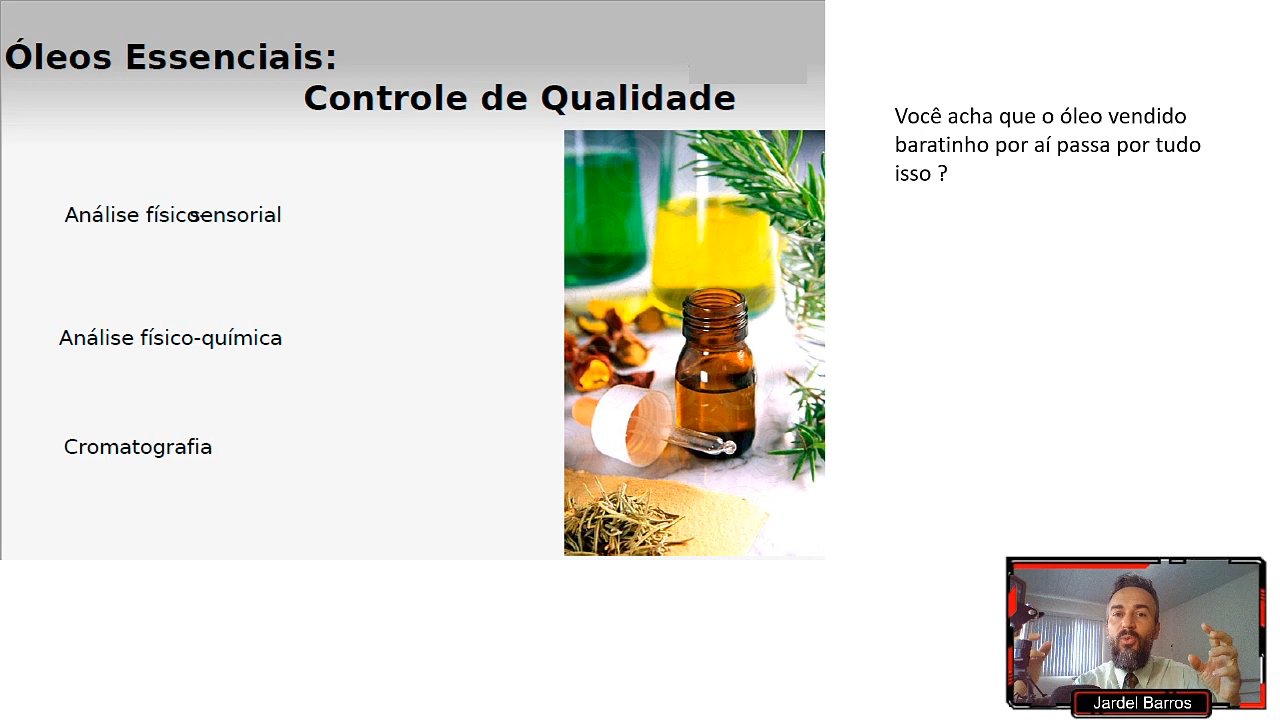 Óleos Essenciais:
Controle de Qualidade
Você acha que o óleo vendido
baratinho por aí passa por tudo
isso ?
Análise físicosensorial
Análise físico-química
Cromatografia
Jardel Barros